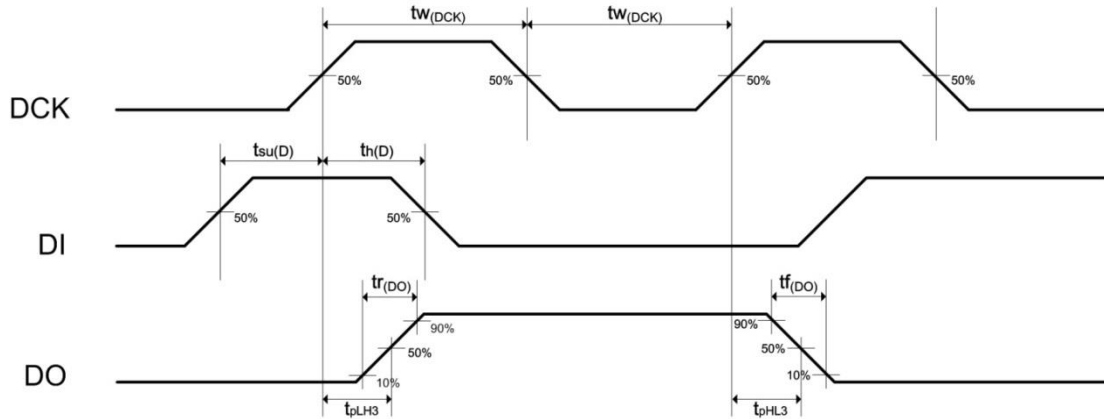 tw(DCK) tw(DCK)
50% 50% 50% 50%
DCK
tsu(D) th(D)
50% 50%
DI
tr(DO) tf(DO)
90% 90%
50% 50%
10% 10%
DO
tpLH3 tpHL3